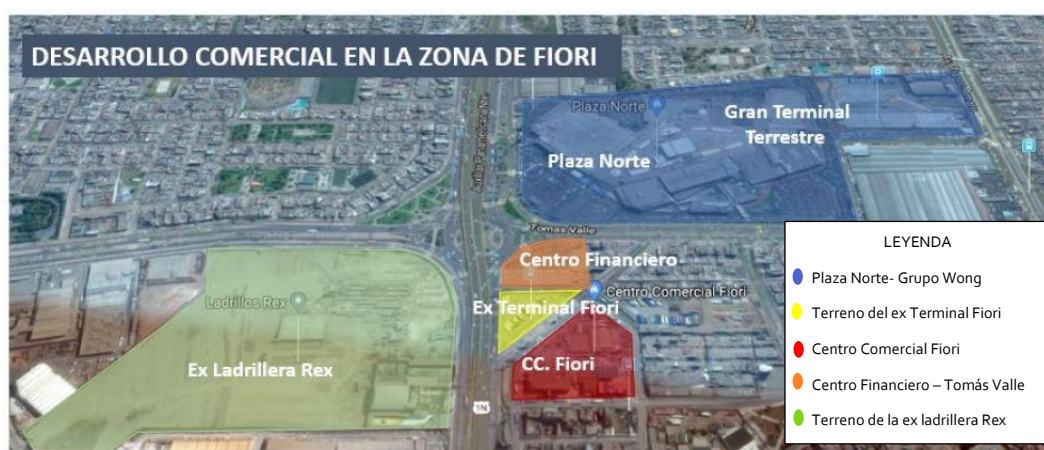 DESARROLLO COMERCIAL EN LA ZONA DE FIORI
Plaza Norte
Gran Terminal
Terrestre
Plaza Norte
Tomas Valle
Centro Financiero
Centro Comercial Fiori
Ladrillos Rex
Ex Terminal Fiori
CC. Fiori
Ex Ladrillera Rex
1N
LEYENDA
Plaza Norte- Grupo Wong
Terreno del ex Terminal Fiori
Centro Comercial Fiori
Centro Financiero – Tomás Valle
Terreno de la ex ladrillera Rex